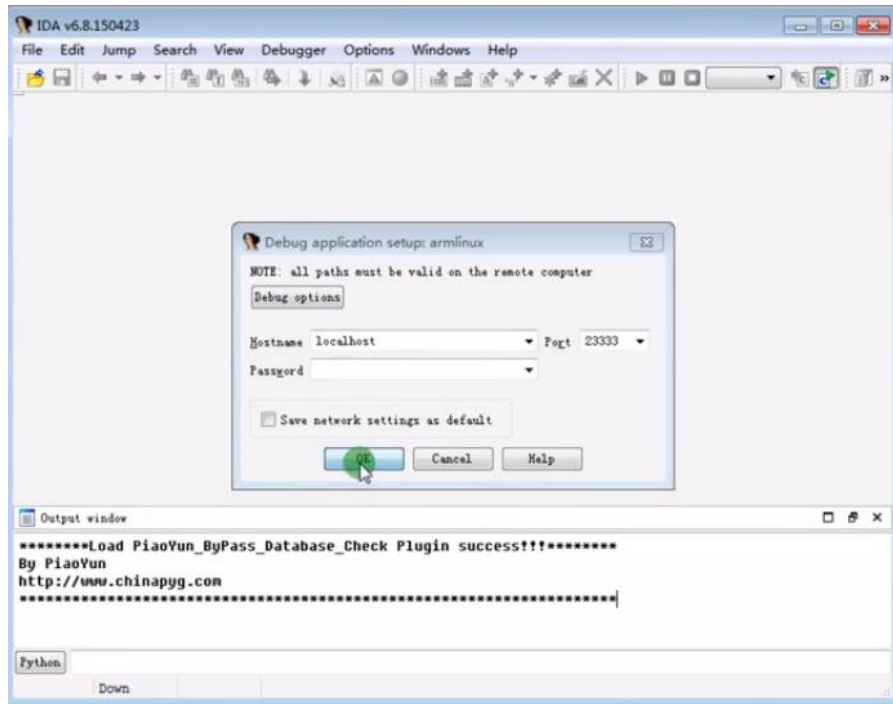 IDA v6.8.150423
File Edit Jump Search View Debugger Options Windows Help
Debug application setup: armlinux
NOTE: all paths must be valid on the remote computer
Debug options
Hostname localhost Port 23333
Password
Save network settings as default
OK Cancel Help
Output window
********Load PiaoYun_ByPass_Database_Check Plugin success!!!********
By PiaoYun
http://www.chinapyg.com
********************************************************************
Python
Down